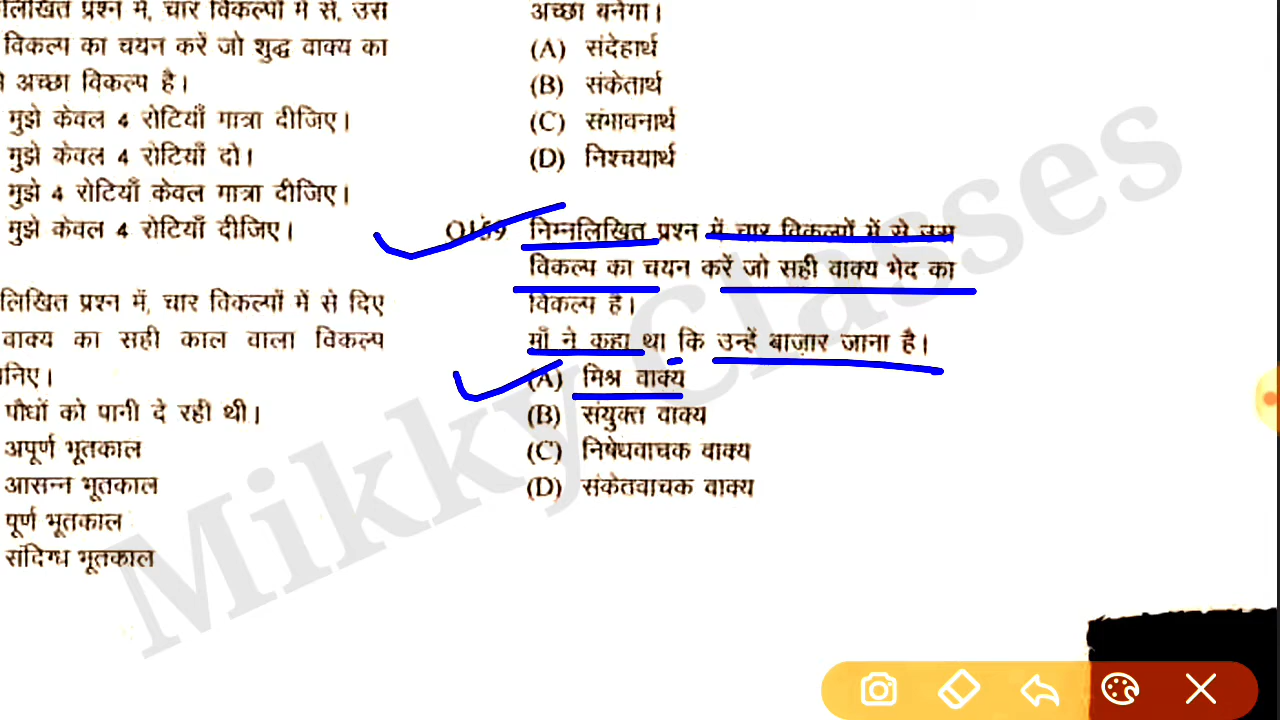 लिखित प्रश्न में, चार विकल्पों में से, उस
विकल्प का चयन करें जो शुद्ध वाक्य का
अच्छा विकल्प है।
मुझे केवल 4 रोटियाँ मात्रा दीजिए।
मुझे केवल 4 रोटियाँ दो।
मुझे 4 रोटियाँ केवल मात्रा दीजिए।
मुझे केवल 4 रोटियाँ दीजिए।
लिखित प्रश्न में, चार विकल्पों में से दिए
वाक्य का सही काल वाला विकल्प
निए।
पौधों को पानी दे रही थी।
अपूर्ण भूतकाल
आसन्न भूतकाल
पूर्ण भूतकाल
संदिग्ध भूतकाल
अच्छा बनेगा।
(A) संदेहार्थ
(B) संकेतार्थ
(C) संभावनार्थ
(D) निश्चयार्थ
Q159 निम्नलिखित प्रश्न में चार विकल्पों में से उस
विकल्प का चयन करें जो सही वाक्य भेद का
विकल्प है।
माँ ने कहा था कि उन्हें बाज़ार जाना है।
(A) मिश्र वाक्य
(B) संयुक्त वाक्य
(C) निषेधवाचक वाक्य
(D) संकेतवाचक वाक्य
Mikky Classes